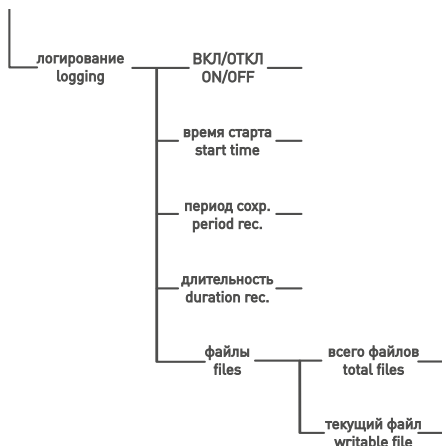 логирование
logging
ВКЛ/ОТКЛ
ON/OFF
время старта
start time
период сохр.
period rec.
длительность
duration rec.
файлы
files
всего файлов
total files
текущий файл
writable file